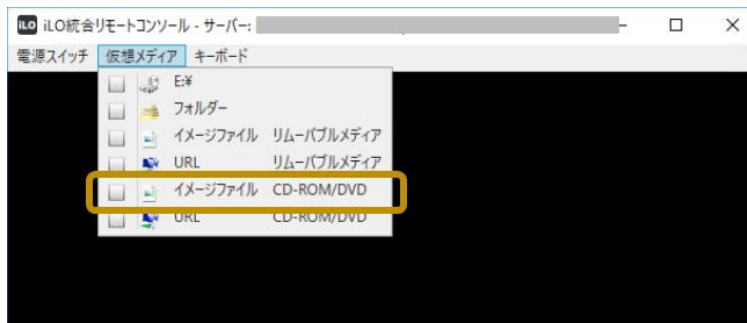 iLO iLO統合リモートコンソール - サーバー:
電源スイッチ 仮想メディア キーボード
E:¥
フォルダー
イメージファイル リムーバブルメディア
URL リムーバブルメディア
イメージファイル CD-ROM/DVD
URL CD-ROM/DVD